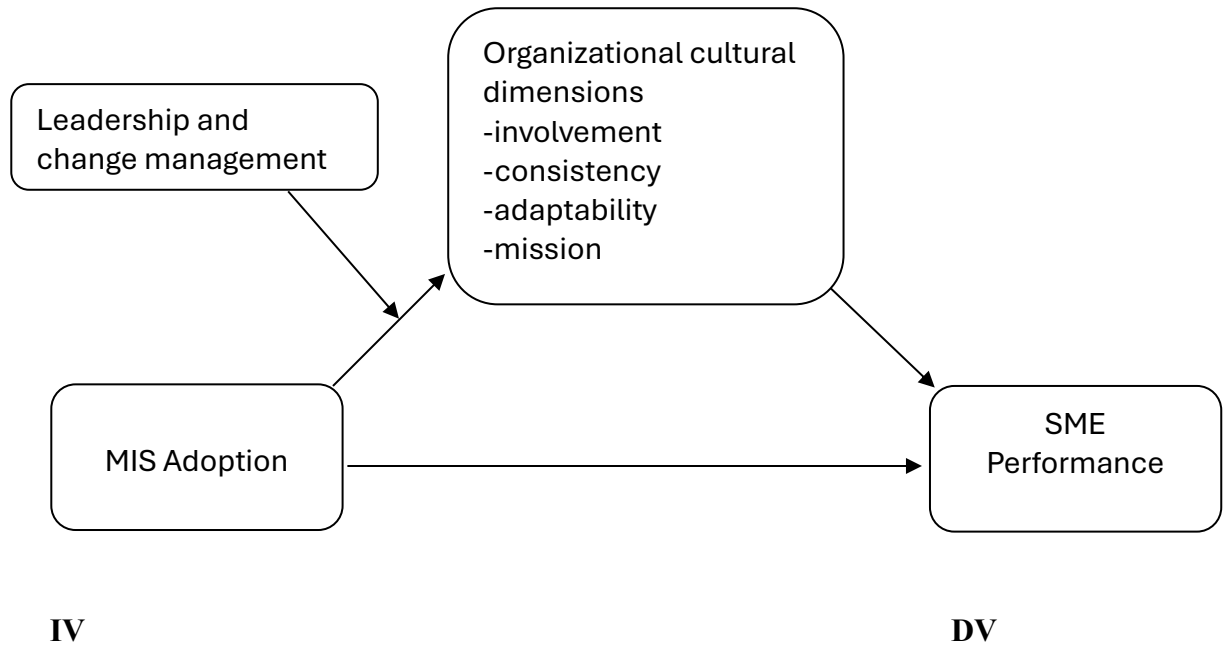 Organizational cultural
dimensions
-involvement
-consistency
-adaptability
-mission
Leadership and
change management
MIS Adoption
SME
Performance
IV
DV